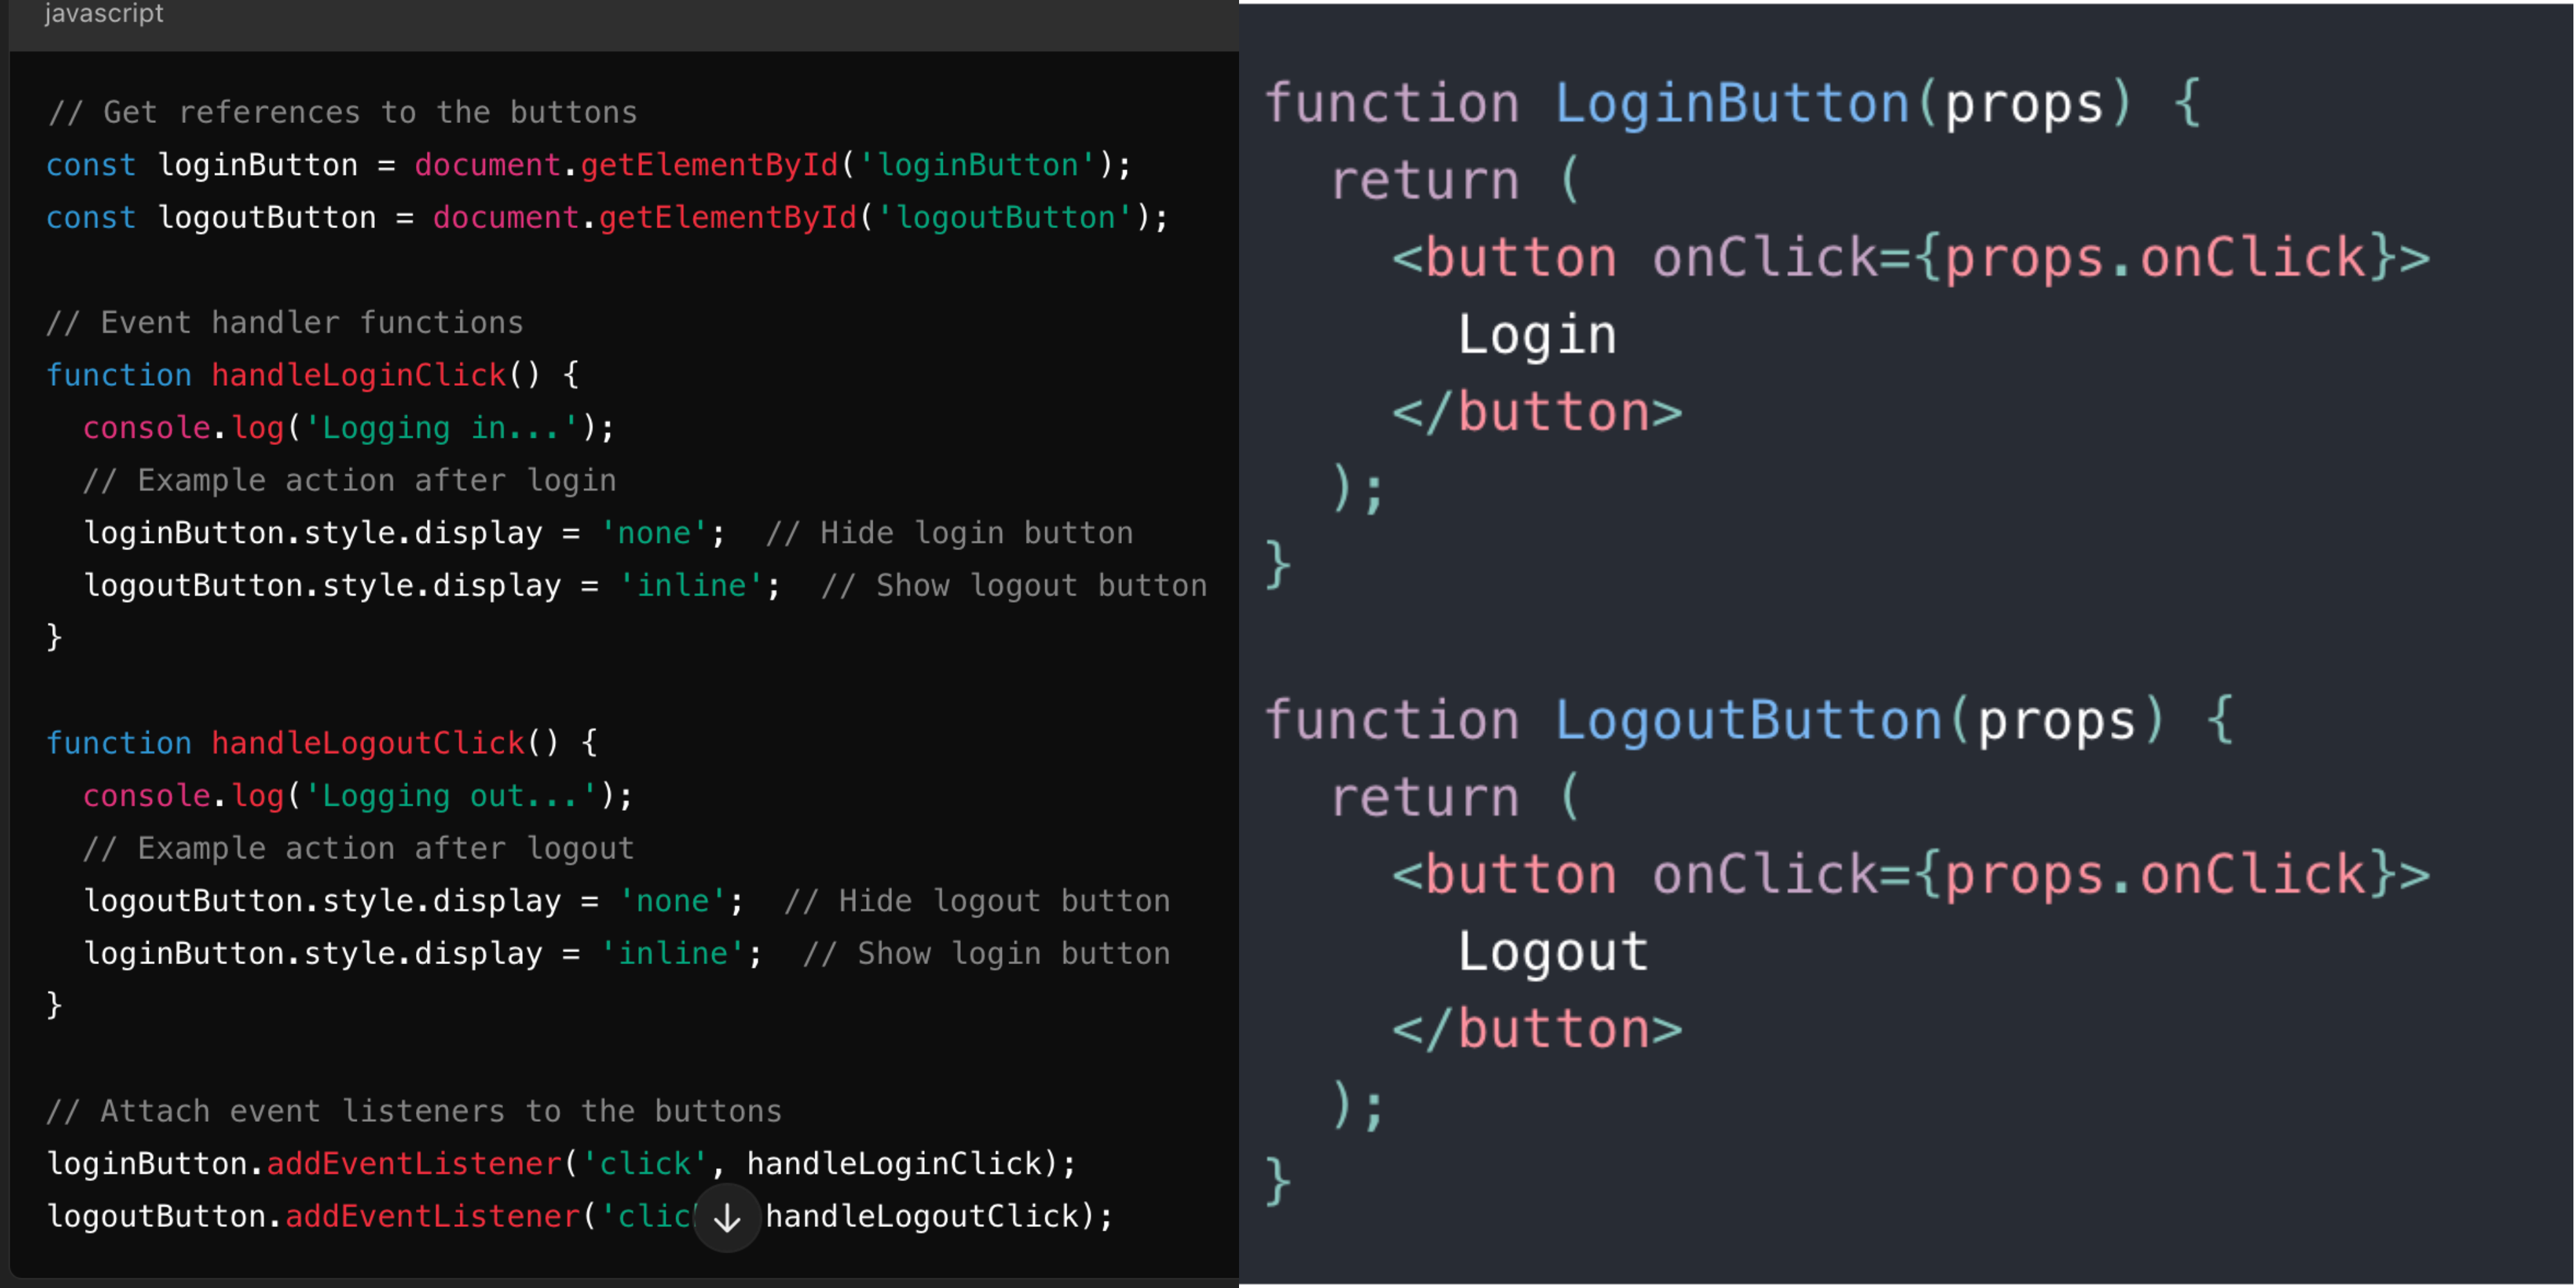 javascript
// Get references to the buttons
const loginButton = document.getElementById('loginButton');
const logoutButton = document.getElementById('logoutButton');
// Event handler functions
function handleLoginClick() {
  console.log('Logging in...');
  // Example action after login
  loginButton.style.display = 'none';  // Hide login button
  logoutButton.style.display = 'inline';  // Show logout button
}
function handleLogoutClick() {
  console.log('Logging out...');
  // Example action after logout
  logoutButton.style.display = 'none';  // Hide logout button
  loginButton.style.display = 'inline';  // Show login button
}
// Attach event listeners to the buttons
loginButton.addEventListener('click', handleLoginClick);
logoutButton.addEventListener('clic handleLogoutClick);
function LoginButton(props) {
  return (
    <button onClick={props.onClick}>
      Login
    </button>
  );
}
function LogoutButton(props) {
  return (
    <button onClick={props.onClick}>
      Logout
    </button>
  );
}